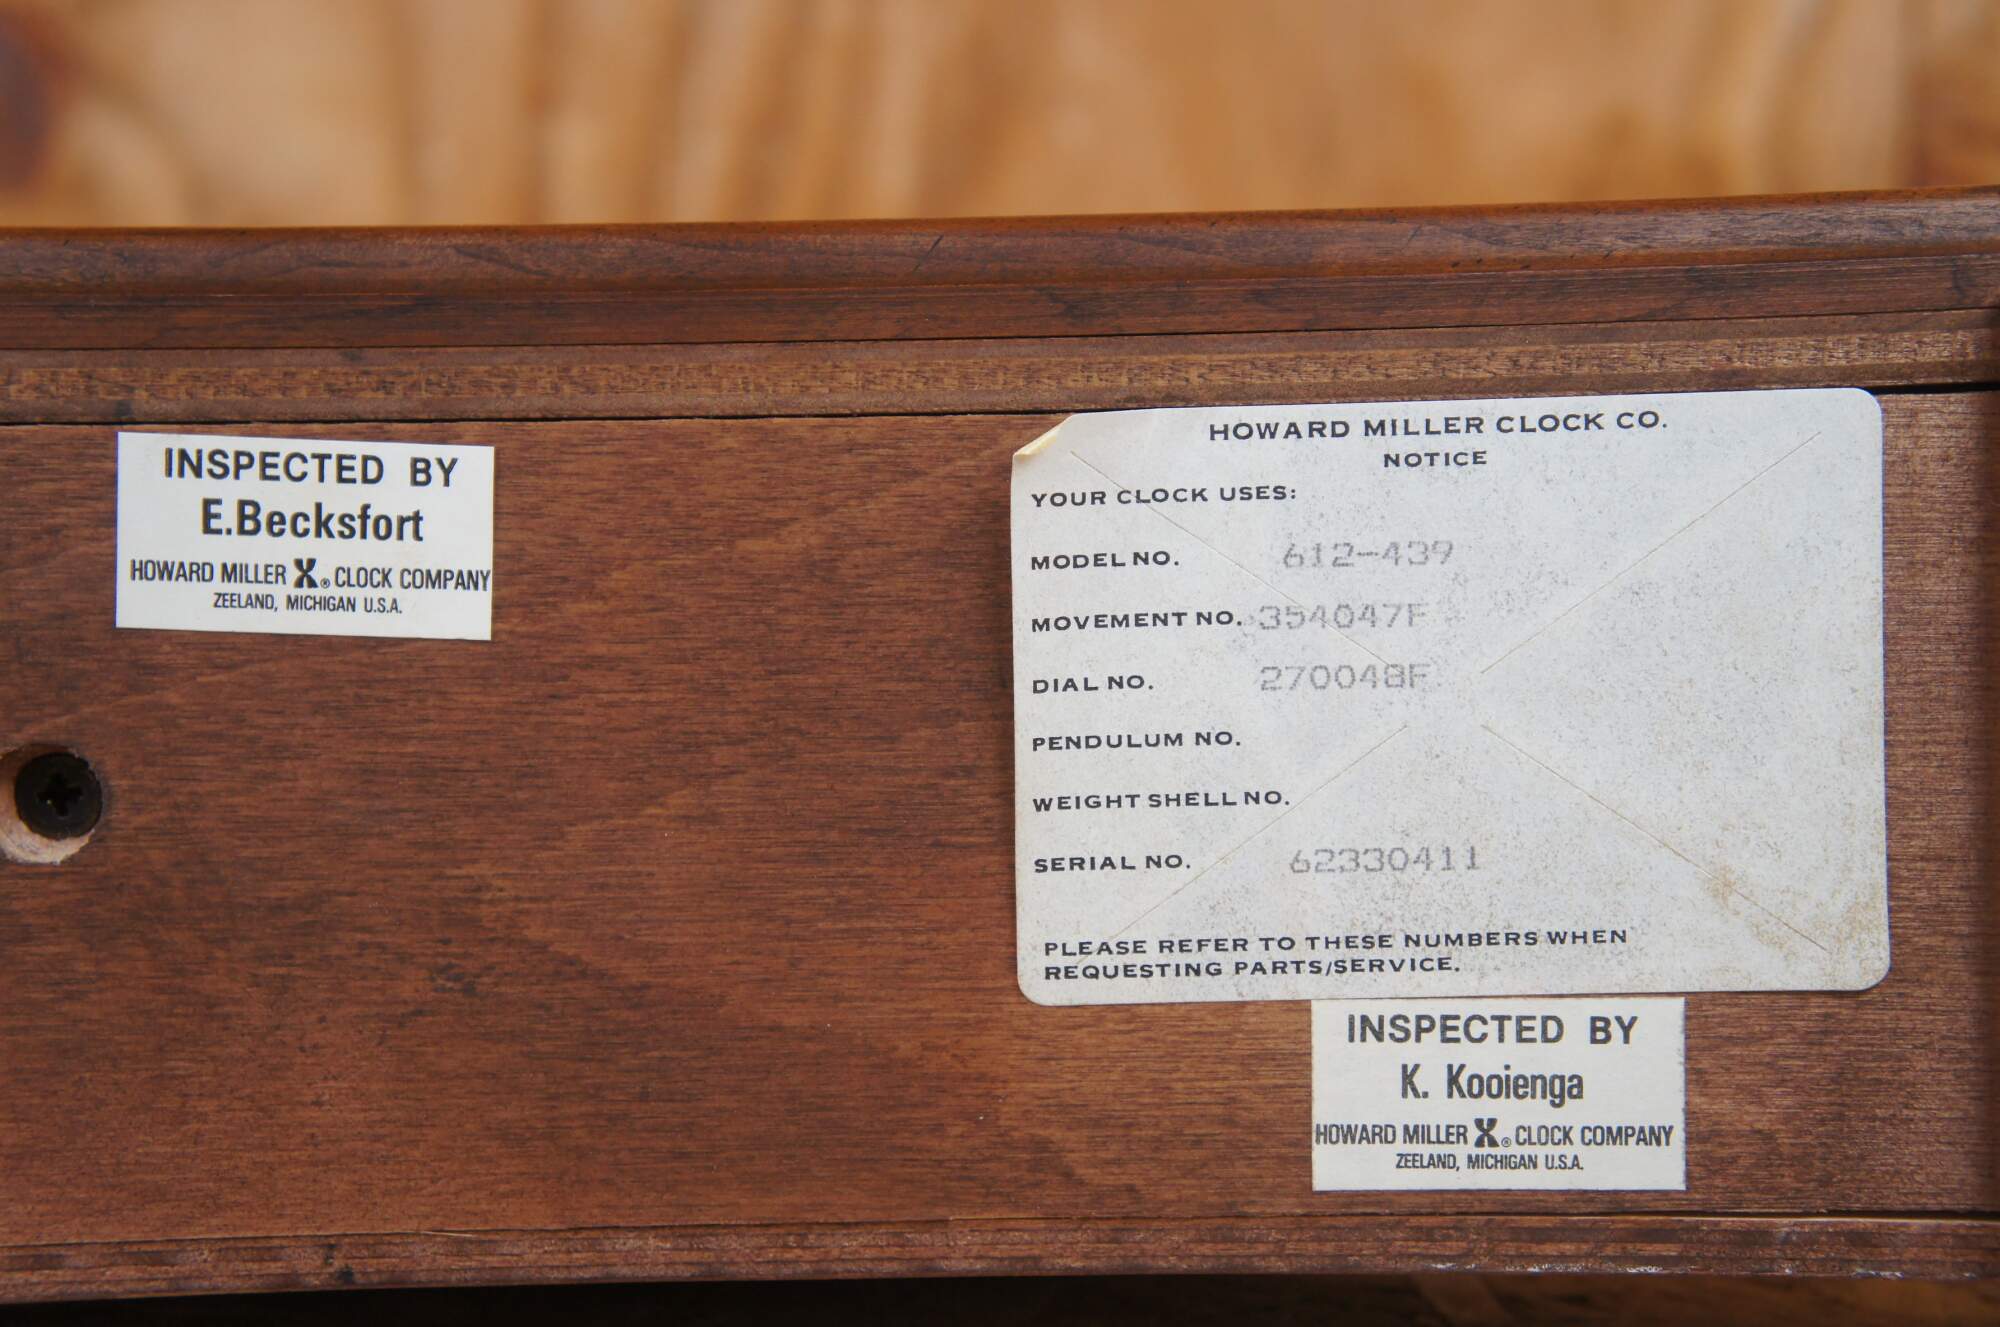 INSPECTED BY
E.Becksfort
HOWARD MILLER ® CLOCK COMPANY
ZEELAND, MICHIGAN U.S.A.
HOWARD MILLER CLOCK CO.
NOTICE
YOUR CLOCK USES:
MODEL NO. 612-439
MOVEMENT NO. 354047F
DIAL NO. 270048F
PENDULUM NO.
WEIGHT SHELL NO.
SERIAL NO. 62330411
PLEASE REFER TO THESE NUMBERS WHEN
REQUESTING PARTS/SERVICE.
INSPECTED BY
K. Kooienga
HOWARD MILLER ® CLOCK COMPANY
ZEELAND, MICHIGAN U.S.A.